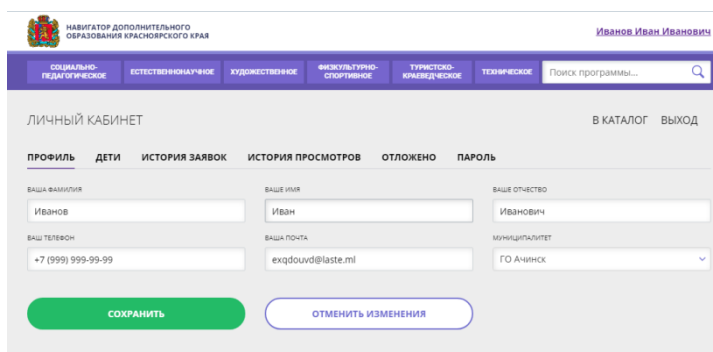 НАВИГАТОР ДОПОЛНИТЕЛЬНОГО
ОБРАЗОВАНИЯ КРАСНОЯРСКОГО КРАЯ
Иванов Иван Иванович
СОЦИАЛЬНО-
ПЕДАГОГИЧЕСКОЕ
ЕСТЕСТВЕННОНАУЧНОЕ
ХУДОЖЕСТВЕННОЕ
ФИЗКУЛЬТУРНО-
СПОРТИВНОЕ
ТУРИСТСКО-
КРАЕВЕДЧЕСКОЕ
ТЕХНИЧЕСКОЕ
Поиск программы...
ЛИЧНЫЙ КАБИНЕТ
В КАТАЛОГ ВЫХОД
ПРОФИЛЬ ДЕТИ ИСТОРИЯ ЗАЯВОК ИСТОРИЯ ПРОСМОТРОВ ОТЛОЖЕНО ПАРОЛЬ
ВАША ФАМИЛИЯ ВАШЕ ИМЯ ВАШЕ ОТЧЕСТВО
Иванов Иван Иванович
ВАШ ТЕЛЕФОН ВАША ПОЧТА МУНИЦИПАЛИТЕТ
+7 (999) 999-99-99 exqdouvd@laste.ml ГО Ачинск
СОХРАНИТЬ ОТМЕНИТЬ ИЗМЕНЕНИЯ